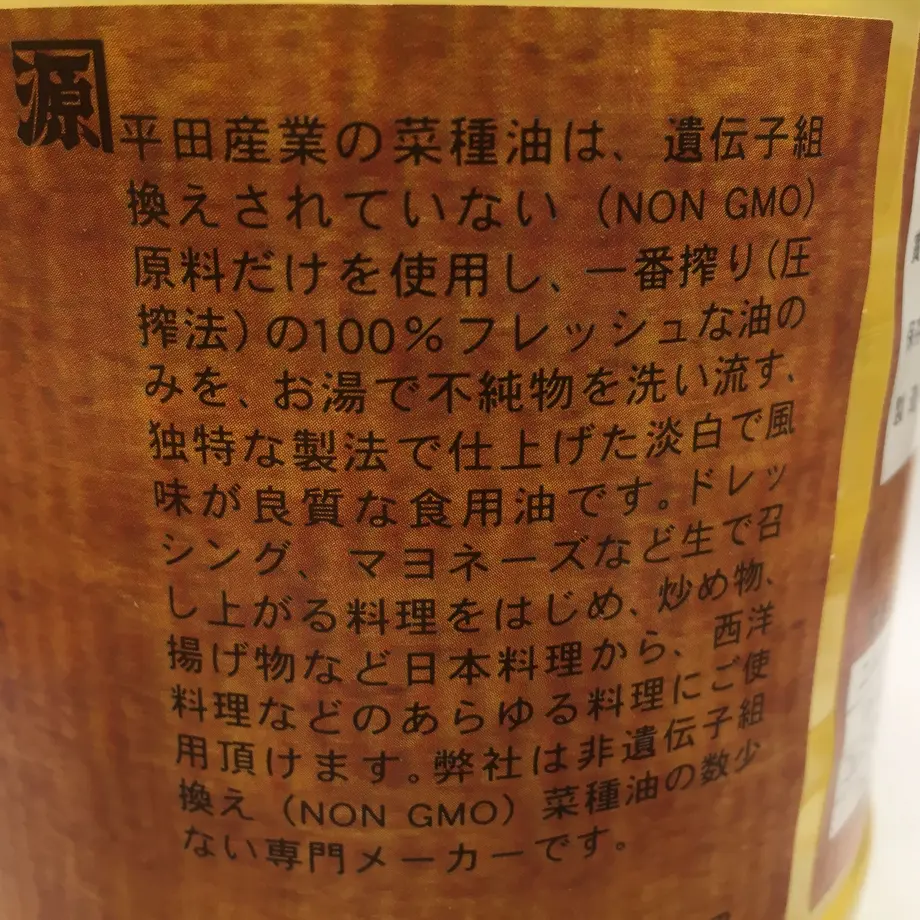 源
平田産業の菜種油は、遺伝子組
換えされていない（NON GMO）
原料だけを使用し、一番搾り（圧
搾法）の100%フレッシュな油の
みを、お湯で不純物を洗い流す、
独特な製法で仕上げた淡白で風
味が良質な食用油です。ドレッ
シング、マヨネーズなど生で召
し上がる料理をはじめ、炒め物、
揚げ物など日本料理から、西洋
料理などのあらゆる料理にご使
用頂けます。弊社は非遺伝子組
換え（NON GMO）菜種油の数少
ない専門メーカーです。